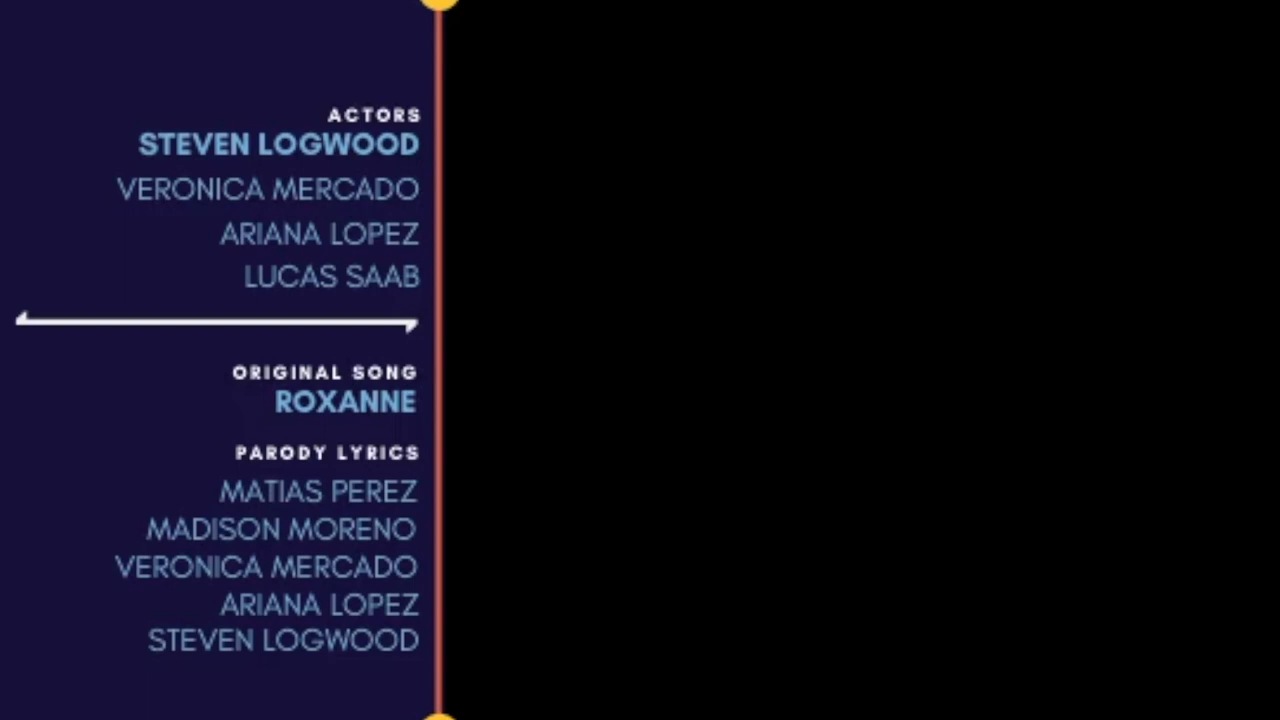 ACTORS
STEVEN LOGWOOD
VERONICA MERCADO
ARIANA LOPEZ
LUCAS SAAB
ORIGINAL SONG
ROXANNE
PARODY LYRICS
MATIAS PEREZ
MADISON MORENO
VERONICA MERCADO
ARIANA LOPEZ
STEVEN LOGWOOD